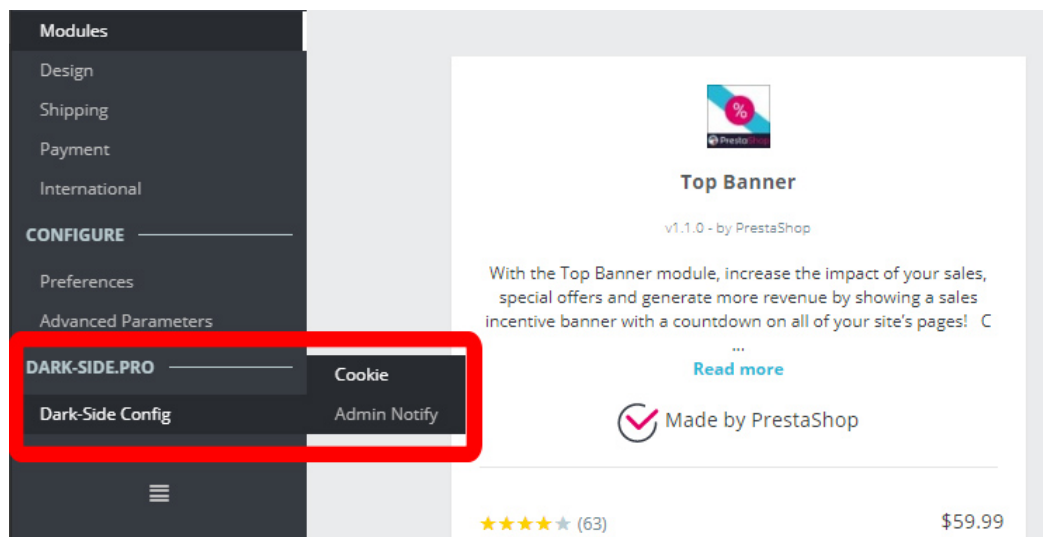 Modules
Design
Shipping
Payment
International
CONFIGURE
Preferences
Advanced Parameters
DARK-SIDE.PRO
Dark-Side Config
Cookie
Admin Notify
%
PrestaShop
Top Banner
v1.1.0 - by PrestaShop
With the Top Banner module, increase the impact of your sales,
special offers and generate more revenue by showing a sales
incentive banner with a countdown on all of your site's pages! C
...
Read more
Made by PrestaShop
(63)
$59.99